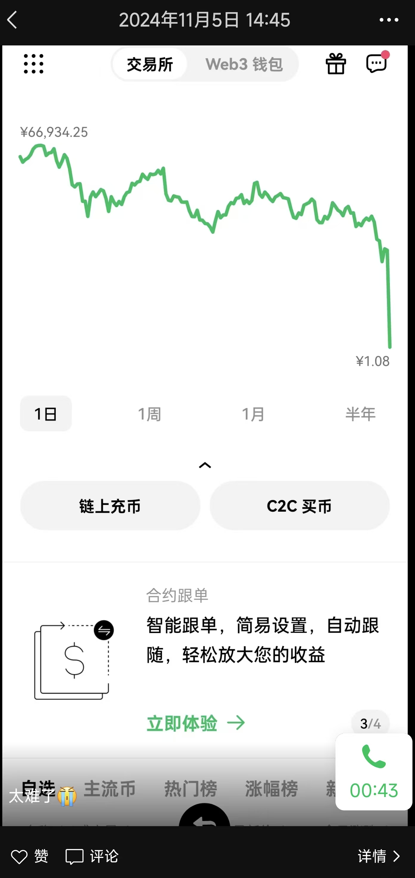 2024年11月5日 14:45
交易所
Web3 钱包
¥66,934.25
¥1.08
1日
1周
1月
半年
链上充币
C2C 买币
合约跟单
智能跟单，简易设置，自动跟
随，轻松放大您的收益
立即体验
3/4
00:43
自选
主流币
热门榜
涨幅榜
新
太难了😭
赞
评论
详情